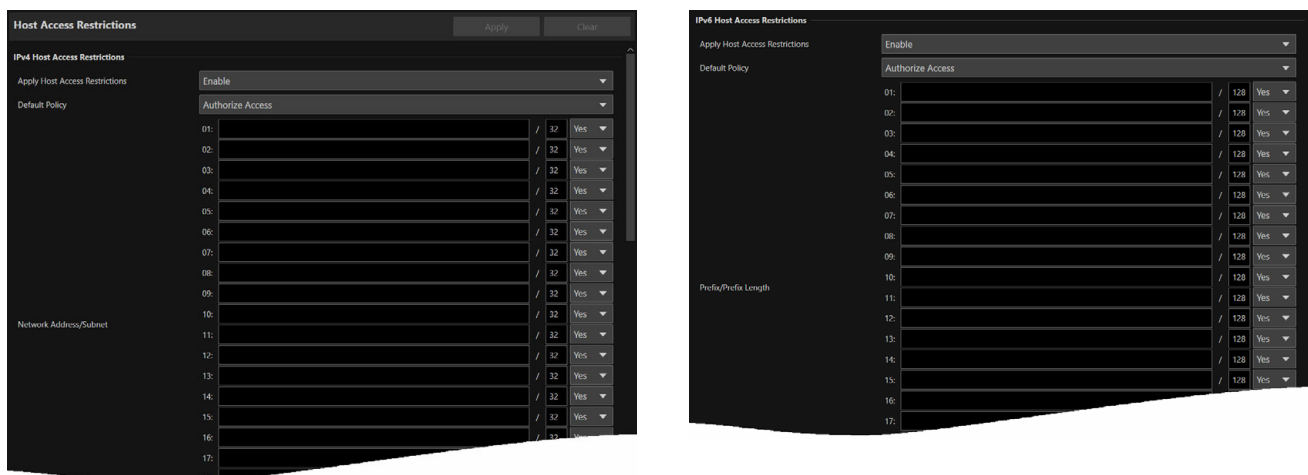 Host Access Restrictions Apply Clear
IPv4 Host Access Restrictions
Apply Host Access Restrictions Enable
Default Policy Authorize Access
01: / 32 Yes
02: / 32 Yes
03: / 32 Yes
04: / 32 Yes
05: / 32 Yes
06: / 32 Yes
07: / 32 Yes
08: / 32 Yes
09: / 32 Yes
10: / 32 Yes
Network Address/Subnet
11: / 32 Yes
12: / 32 Yes
13: / 32 Yes
14: / 32 Yes
15: / 32 Yes
16: / 32
17:
IPv6 Host Access Restrictions
Apply Host Access Restrictions Enable
Default Policy Authorize Access
01: / 128 Yes
02: / 128 Yes
03: / 128 Yes
04: / 128 Yes
05: / 128 Yes
06: / 128 Yes
07: / 128 Yes
08: / 128 Yes
09: / 128 Yes
10: / 128 Yes
Prefix/Prefix Length
11: / 128 Yes
12: / 128 Yes
13: / 128 Yes
14: / 128 Yes
15: / 128 Yes
16:
17: